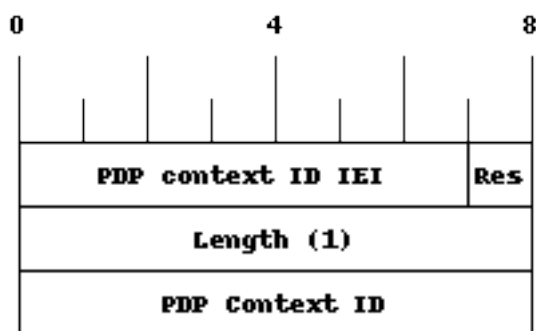 0 4 8
PDP context ID IEI Res
Length (1)
PDP Context ID